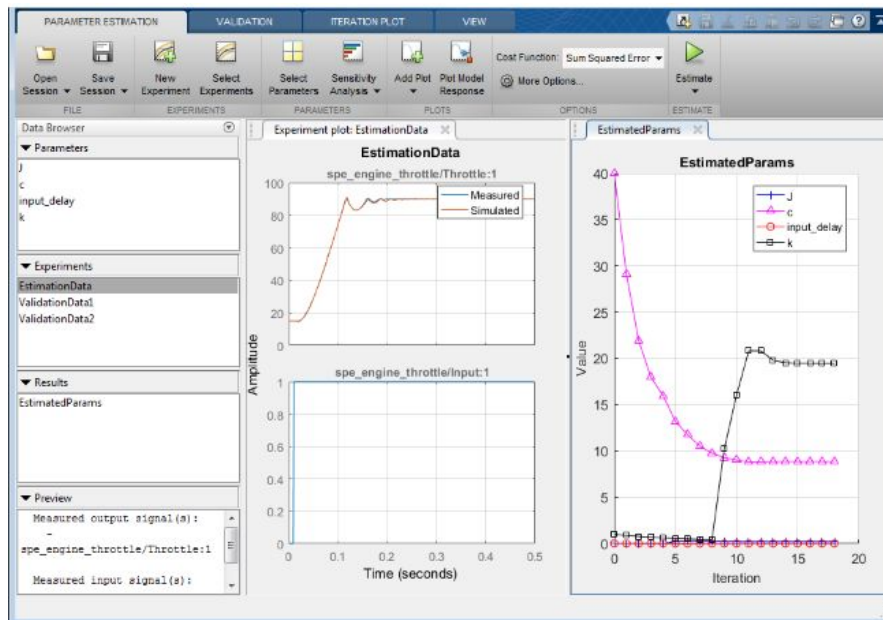 PARAMETER ESTIMATION VALIDATION ITERATION PLOT VIEW
Open Session Save Session New Experiment Select Experiments Select Parameters Sensitivity Analysis Add Plot Plot Model Response Cost Function: Sum Squared Error Estimate
More Options...
FILE EXPERIMENTS PARAMETERS PLOTS OPTIONS ESTIMATE
Data Browser
Parameters
J
c
input_delay
k
Experiments
EstimationData
ValidationData1
ValidationData2
Results
EstimatedParams
Preview
Measured output signal(s):
-
spe_engine_throttle/Throttle:1
Measured input signal(s):
Experiment plot: EstimationData
EstimationData
spe_engine_throttle/Throttle:1
Measured
Simulated
100
80
60
40
20
0
Amplitude
spe_engine_throttle/Input:1
1
0.8
0.6
0.4
0.2
0
0 0.1 0.2 0.3 0.4 0.5
Time (seconds)
EstimatedParams
EstimatedParams
J
c
input_delay
k
40
35
30
25
20
15
10
5
0
Value
0 5 10 15 20
Iteration